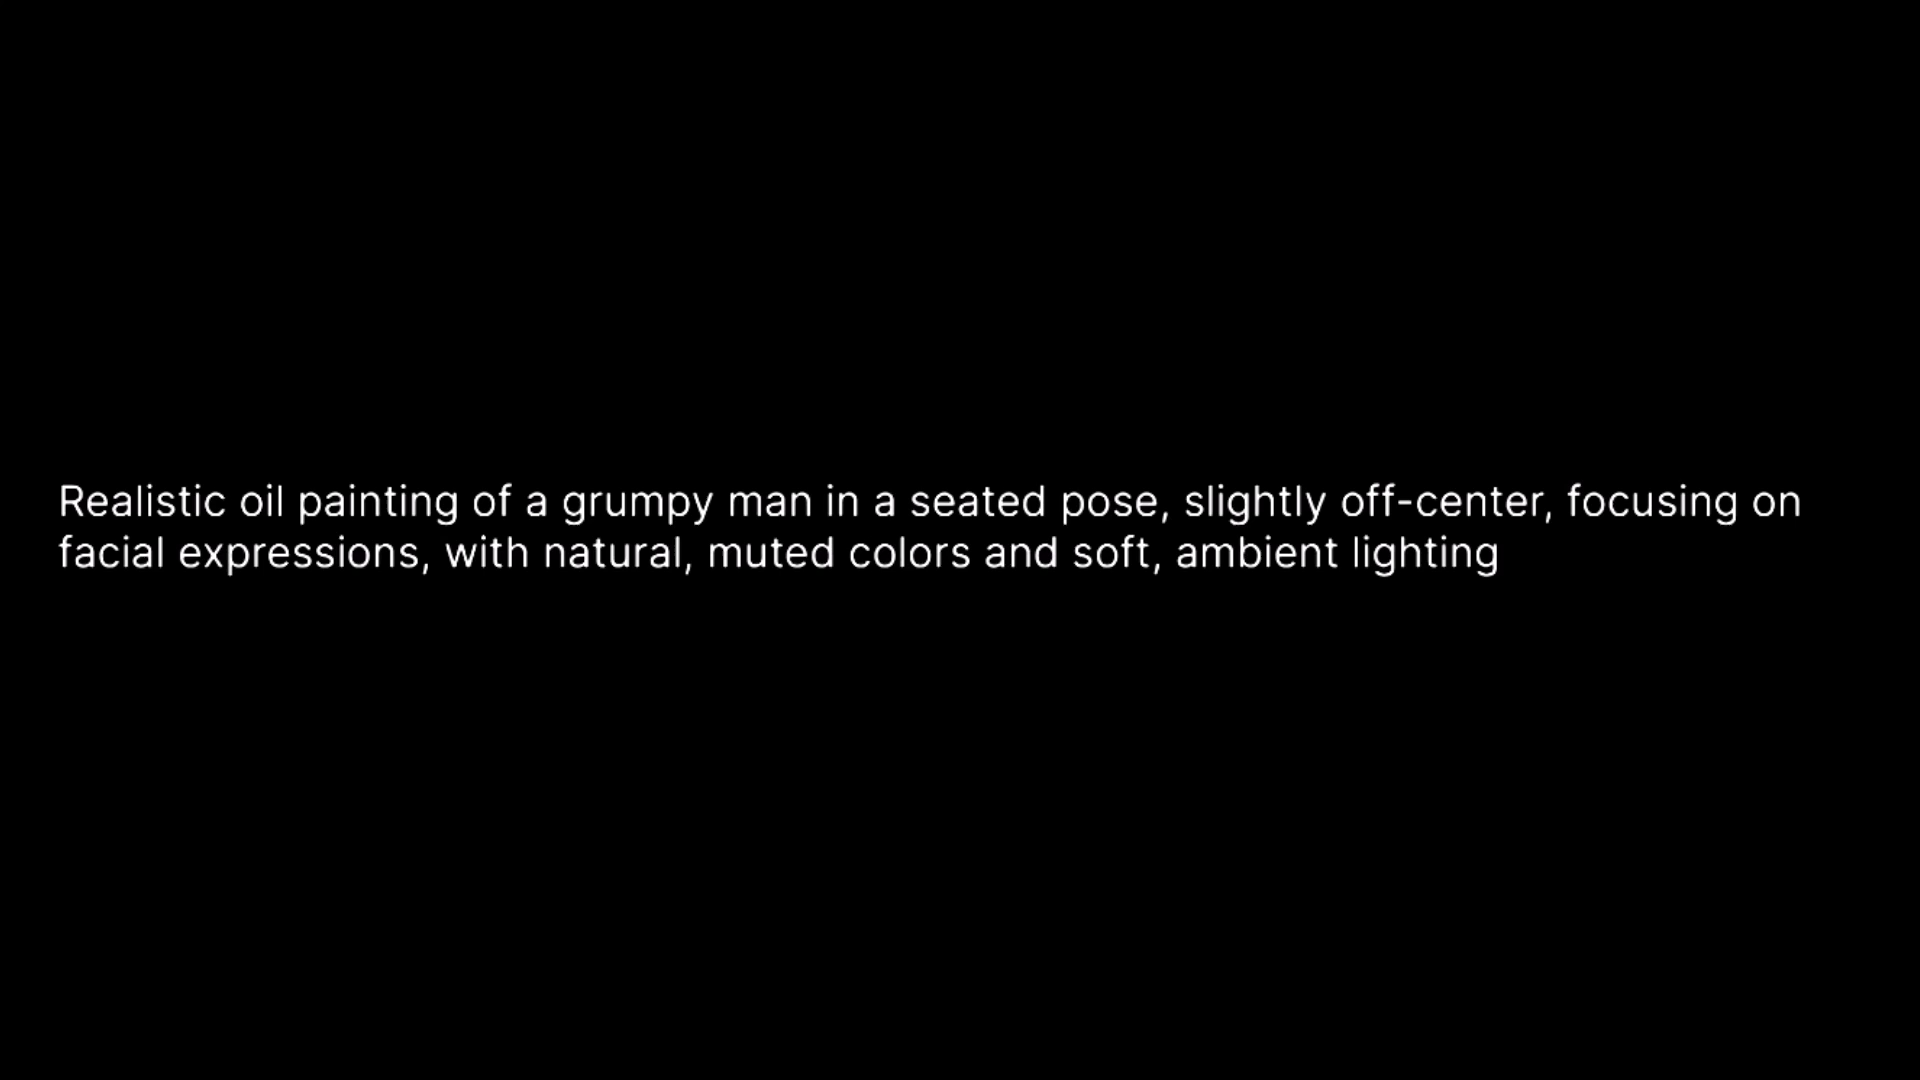 Realistic oil painting of a grumpy man in a seated pose, slightly off-center, focusing on
facial expressions, with natural, muted colors and soft, ambient lighting